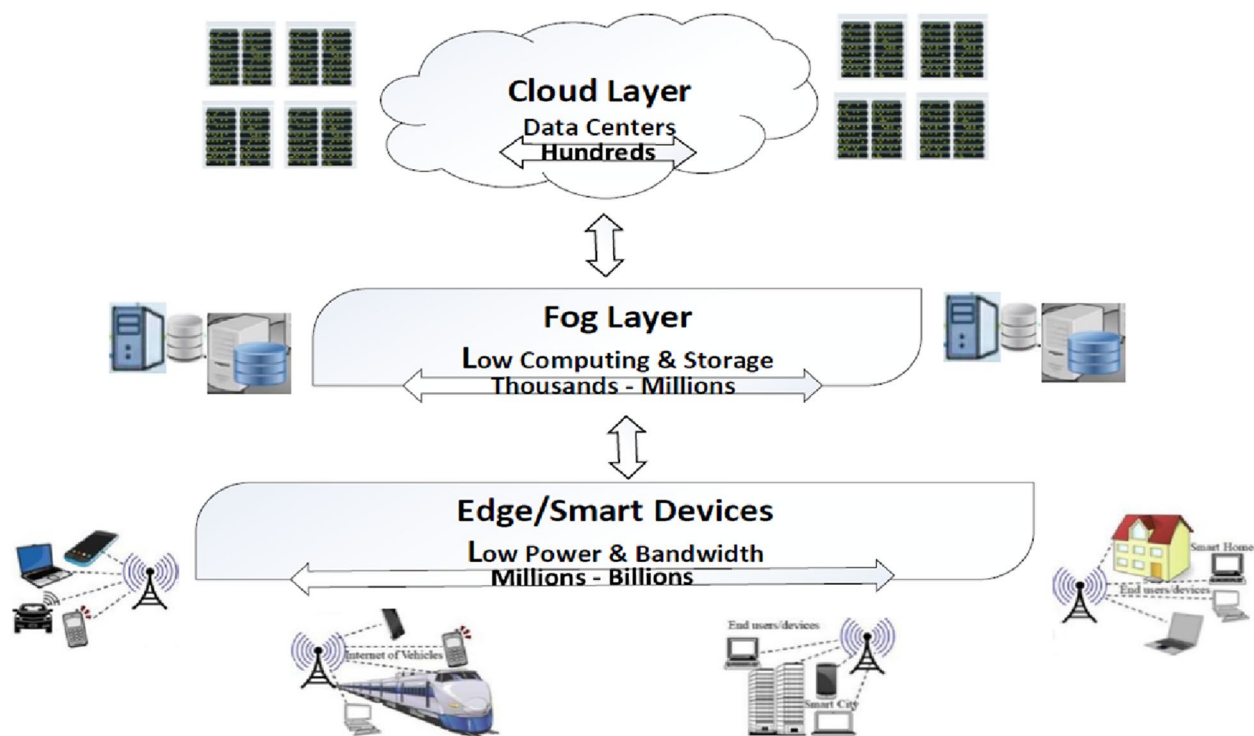 Cloud Layer
Data Centers
Hundreds
Fog Layer
Low Computing & Storage
Thousands - Millions
Edge/Smart Devices
Low Power & Bandwidth
Millions - Billions
Smart Home
End users/devices
Internet of Vehicles
End users/devices
Smart City